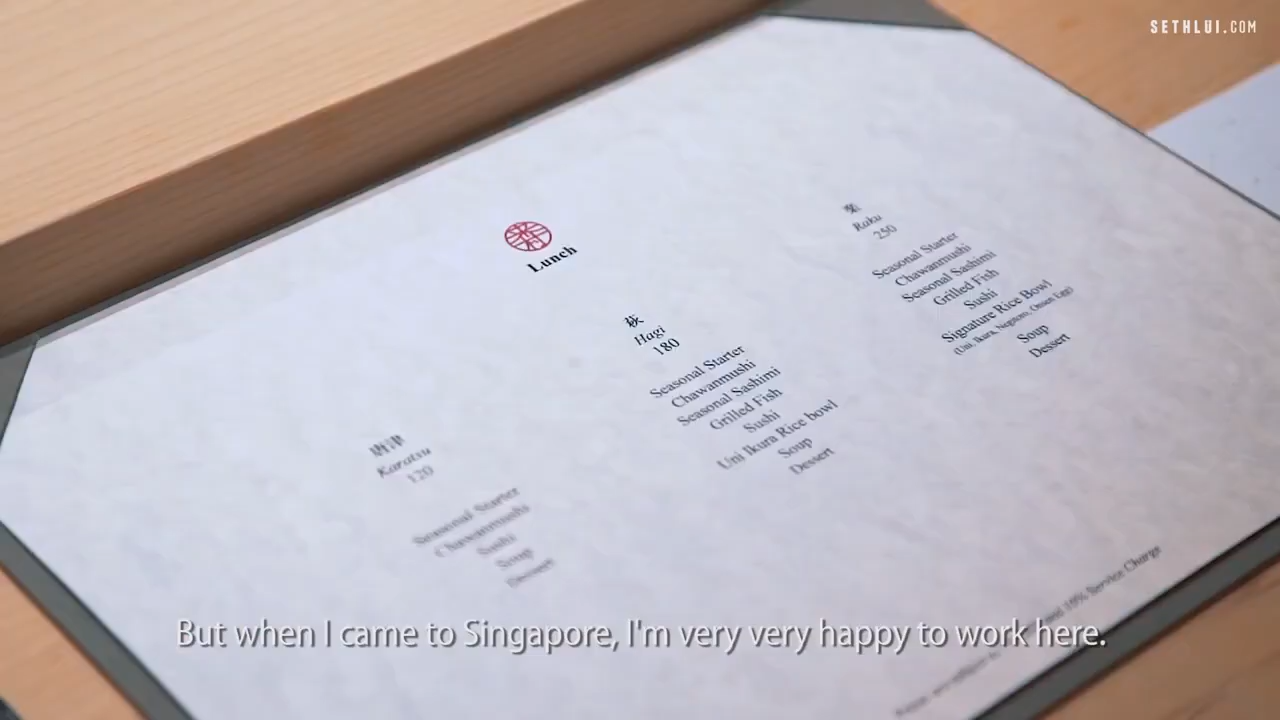 SETHLUI.COM
Lunch
唐津
Karatsu
120
Seasonal Starter
Chawanmushi
Sushi
Soup
Dessert
萩
Hagi
180
Seasonal Starter
Chawanmushi
Seasonal Sashimi
Grilled Fish
Sushi
Uni Ikura Rice bowl
Soup
Dessert
楽
Raku
250
Seasonal Starter
Chawanmushi
Seasonal Sashimi
Grilled Fish
Sushi
Signature Rice Bowl
(Uni, Ikura, Negitoro, Onsen Egg)
Soup
Dessert
10% Service Charge
But when I came to Singapore, I'm very very happy to work here.